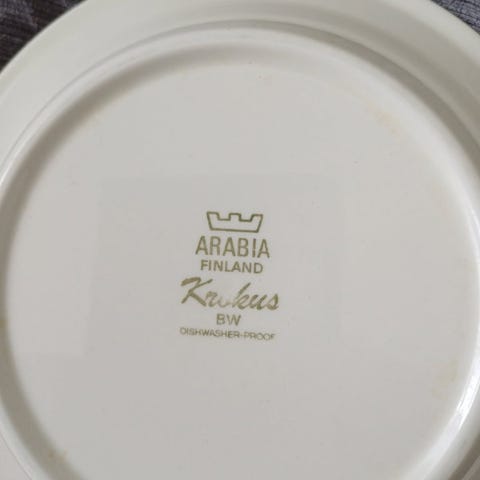 ARABIA
FINLAND
Krokus
BW
DISHWASHER-PROOF